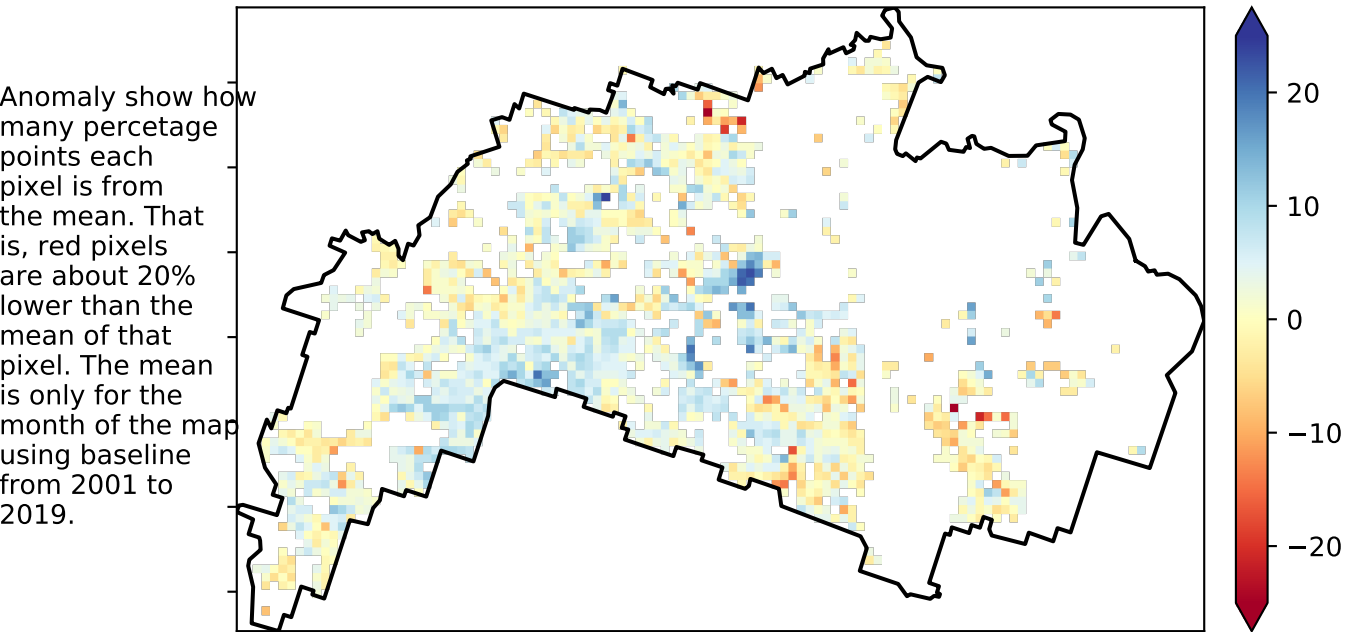 Anomaly show how
many percetage
points each
pixel is from
the mean. That
is, red pixels
are about 20%
lower than the
mean of that
pixel. The mean
is only for the
month of the map
using baseline
from 2001 to
2019.
20
10
0
−10
−20